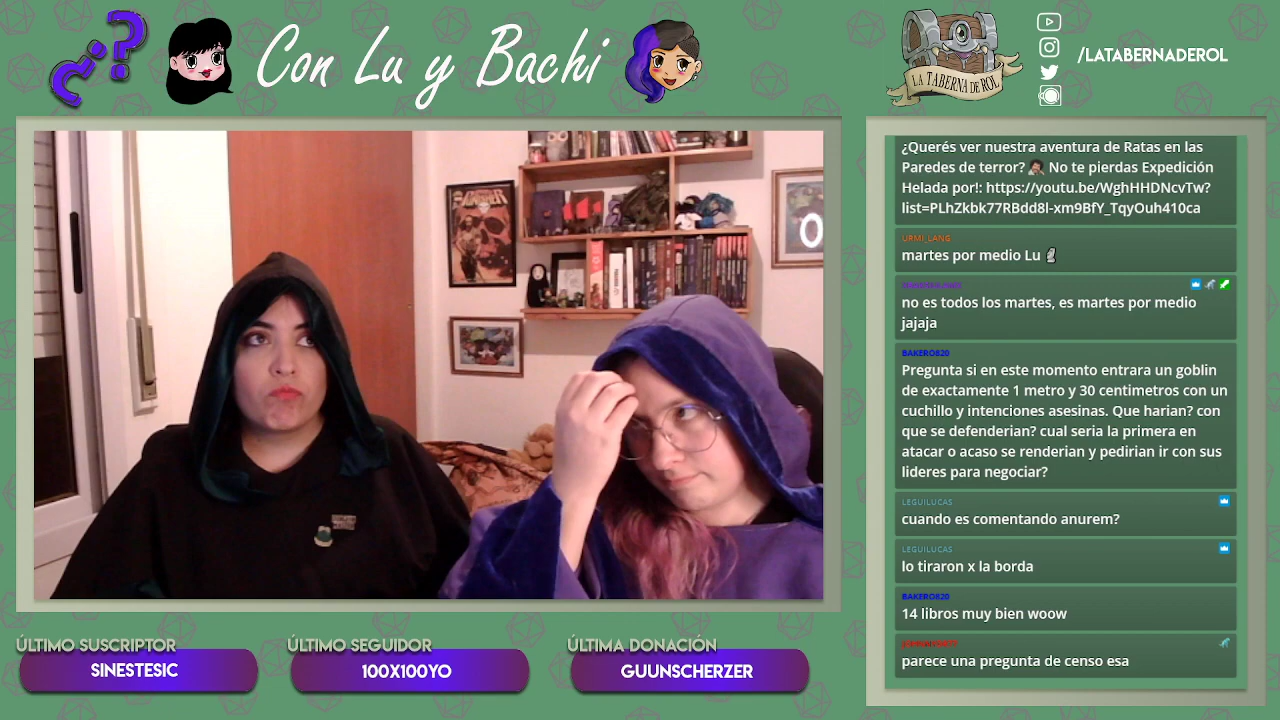 ¿?
Con Lu y Bachi
LA TABERNA DE ROL
/LATABERNADEROL
¿Querés ver nuestra aventura de Ratas en las
Paredes de terror? No te pierdas Expedición
Helada por!: https://youtu.be/WghHHDNcvTw?
list=PLhZkbk77RBdd8l-xm9BfY_TqyOuh410ca
URMI_LANG
martes por medio Lu
no es todos los martes, es martes por medio
jajaja
BAKERO820
Pregunta si en este momento entrara un goblin
de exactamente 1 metro y 30 centimetros con un
cuchillo y intenciones asesinas. Que harian? con
que se defenderian? cual seria la primera en
atacar o acaso se renderian y pedirian ir con sus
lideres para negociar?
LEGUILUCAS
cuando es comentando anurem?
LEGUILUCAS
lo tiraron x la borda
BAKERO820
14 libros muy bien woow
parece una pregunta de censo esa
ÚLTIMO SUSCRIPTOR
SINESTESIC
ÚLTIMO SEGUIDOR
100X100YO
ÚLTIMA DONACIÓN
GUUNSCHERZER